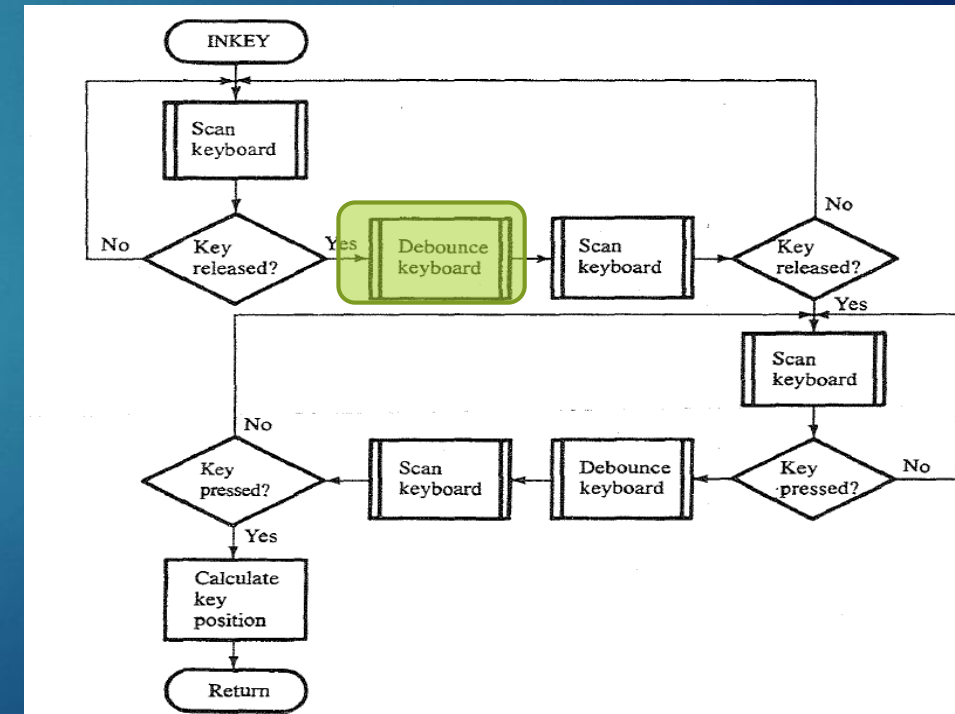 INKEY
Scan
keyboard
No
Key
released?
Yes
Debounce
keyboard
Scan
keyboard
No
Key
released?
Yes
Scan
keyboard
No
Key
pressed?
Scan
keyboard
Debounce
keyboard
Key
pressed?
No
Yes
Calculate
key
position
Return